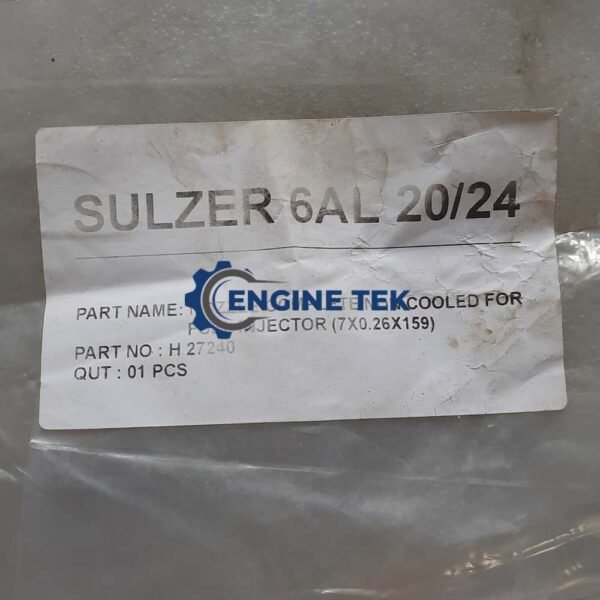 SULZER 6AL 20/24
ENGINE TEK
PART NAME: COOLED FOR
INJECTOR (7X0.26X159)
PART NO : H 27240
QUT : 01 PCS